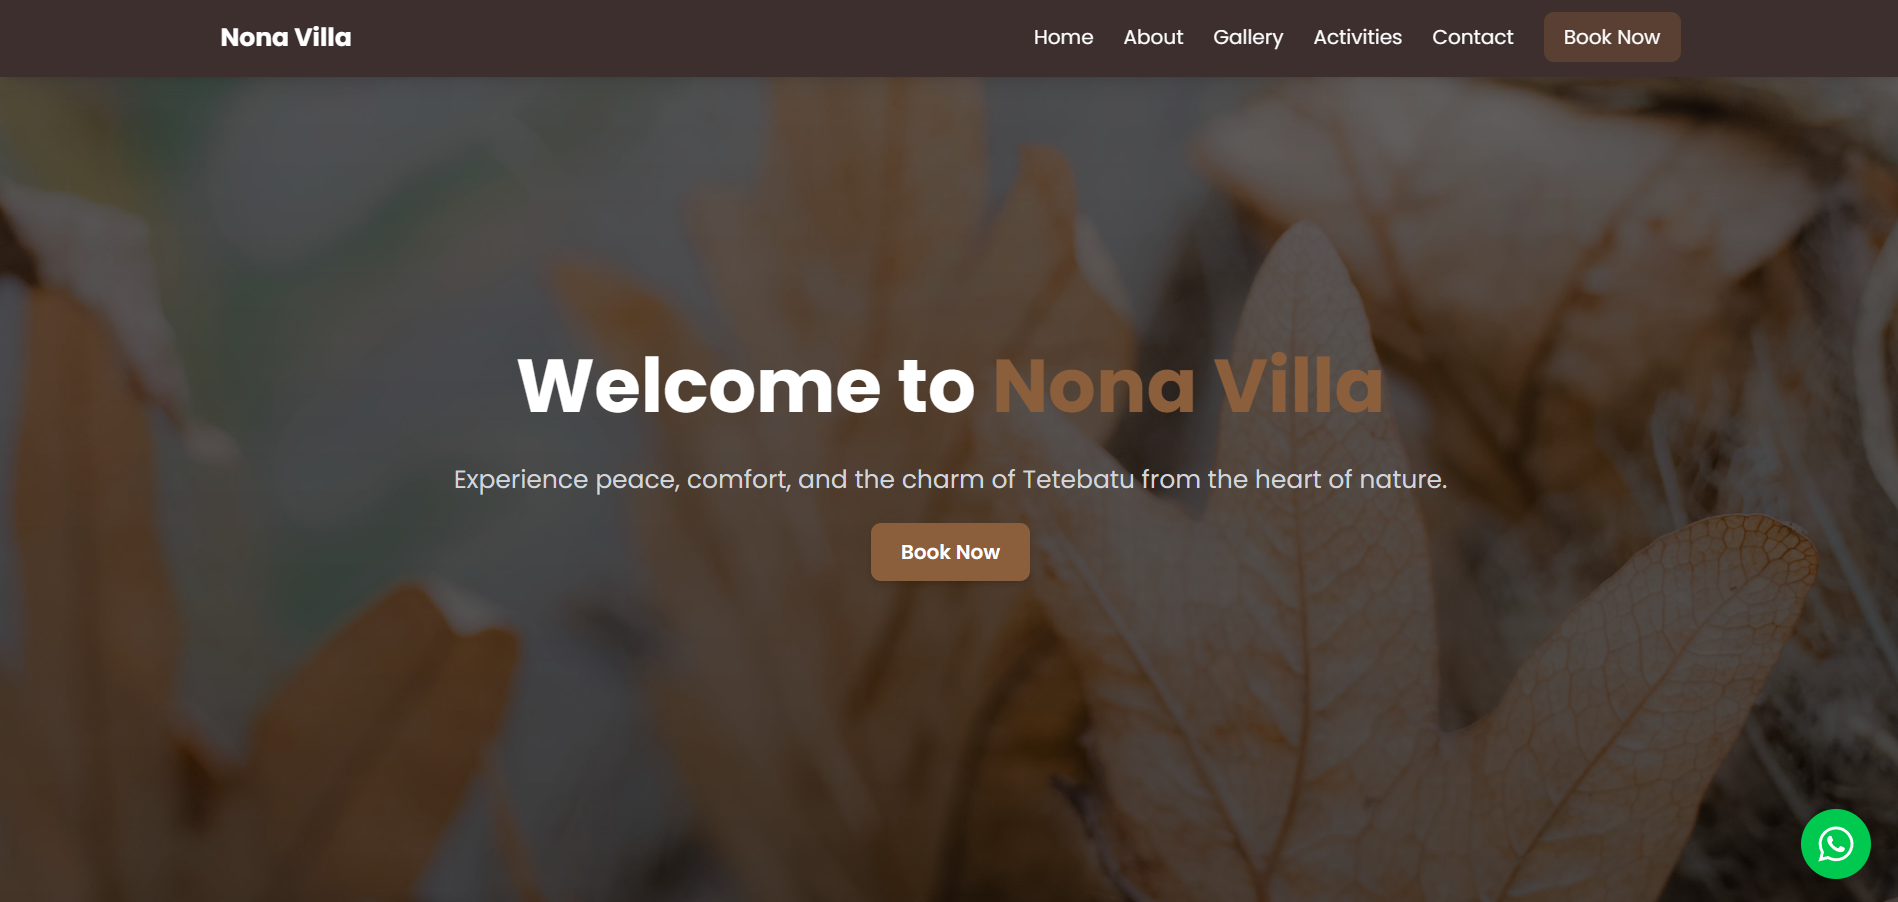 Nona Villa
Home About Gallery Activities Contact Book Now
Welcome to Nona Villa
Experience peace, comfort, and the charm of Tetebatu from the heart of nature.
Book Now